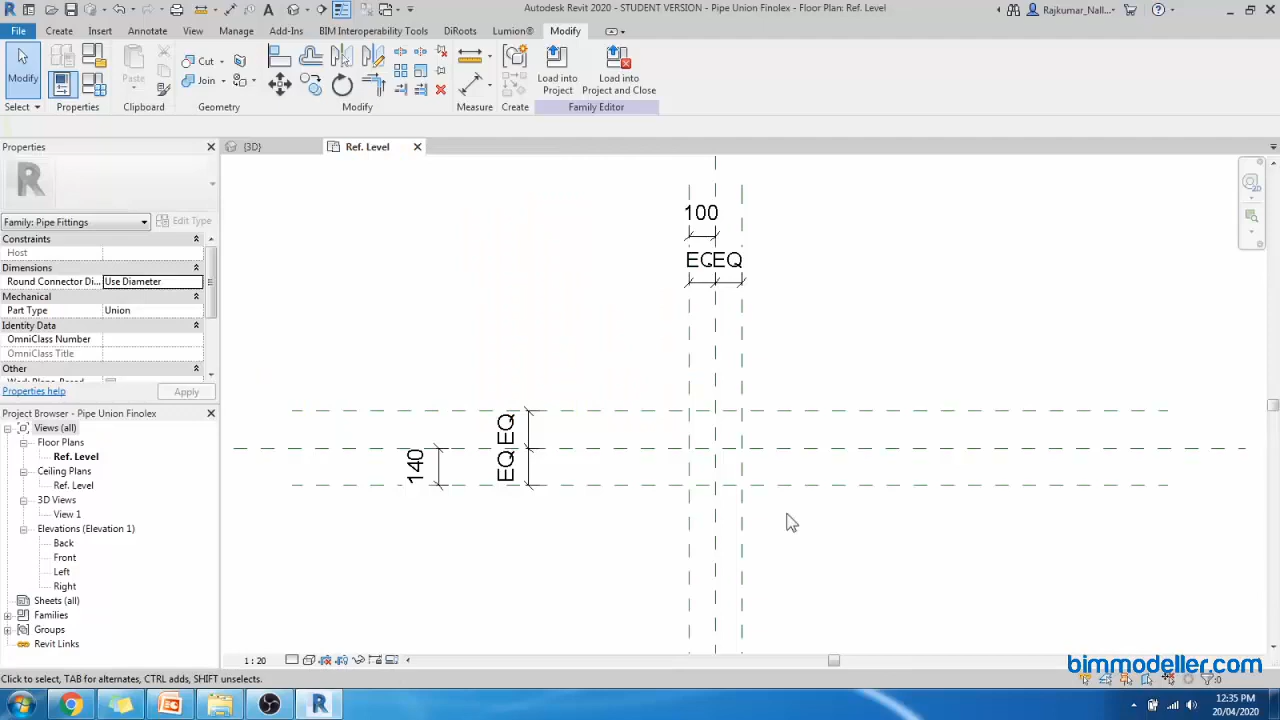 Autodesk Revit 2020 - STUDENT VERSION - Pipe Union Finolex - Floor Plan: Ref. Level
Rajkumar_Nall...
File Create Insert Annotate View Manage Add-Ins BIM Interoperability Tools DiRoots Lumion® Modify
Modify
Paste
Cut
Join
Load into
Project
Load into
Project and Close
Select Properties Clipboard Geometry Modify Measure Create Family Editor
Properties
{3D}
Ref. Level
R
Family: Pipe Fittings
Edit Type
Constraints
Host
Dimensions
Round Connector Di... Use Diameter
Mechanical
Part Type Union
Identity Data
OmniClass Number
OmniClass Title
Other
Properties help
Apply
Project Browser - Pipe Union Finolex
Views (all)
Floor Plans
Ref. Level
Ceiling Plans
Ref. Level
3D Views
View 1
Elevations (Elevation 1)
Back
Front
Left
Right
Sheets (all)
Families
Groups
Revit Links
100
EQ EQ
140
EQ EQ
1 : 20
bimmodeller.com
Click to select, TAB for alternates, CTRL adds, SHIFT unselects.
:0
12:35 PM
20/04/2020